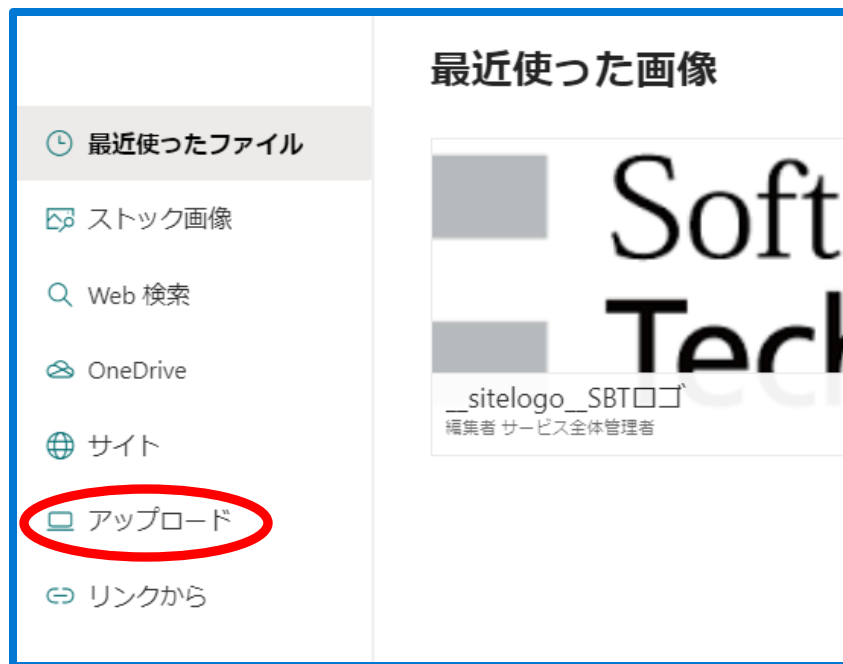 最近使った画像
最近使ったファイル
ストック画像
Web 検索
OneDrive
サイト
アップロード
リンクから
Soft
Tech
__sitelogo__SBTロゴ
編集者 サービス全体管理者